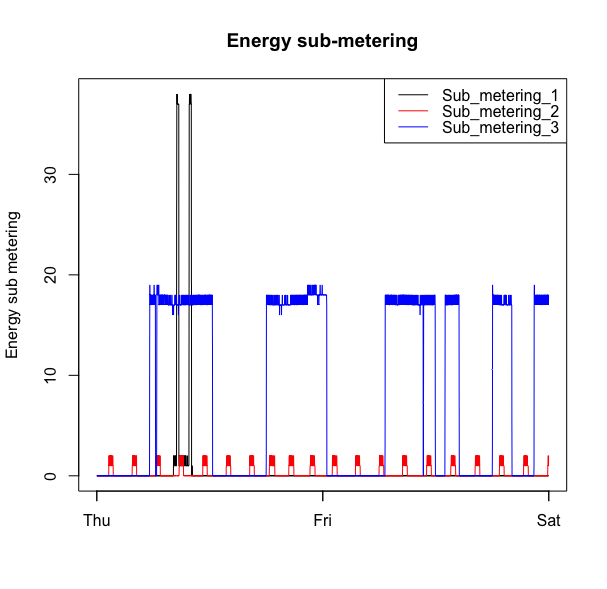 Energy sub-metering
Sub_metering_1
Sub_metering_2
Sub_metering_3
Energy sub metering
30
20
10
0
Thu
Fri
Sat